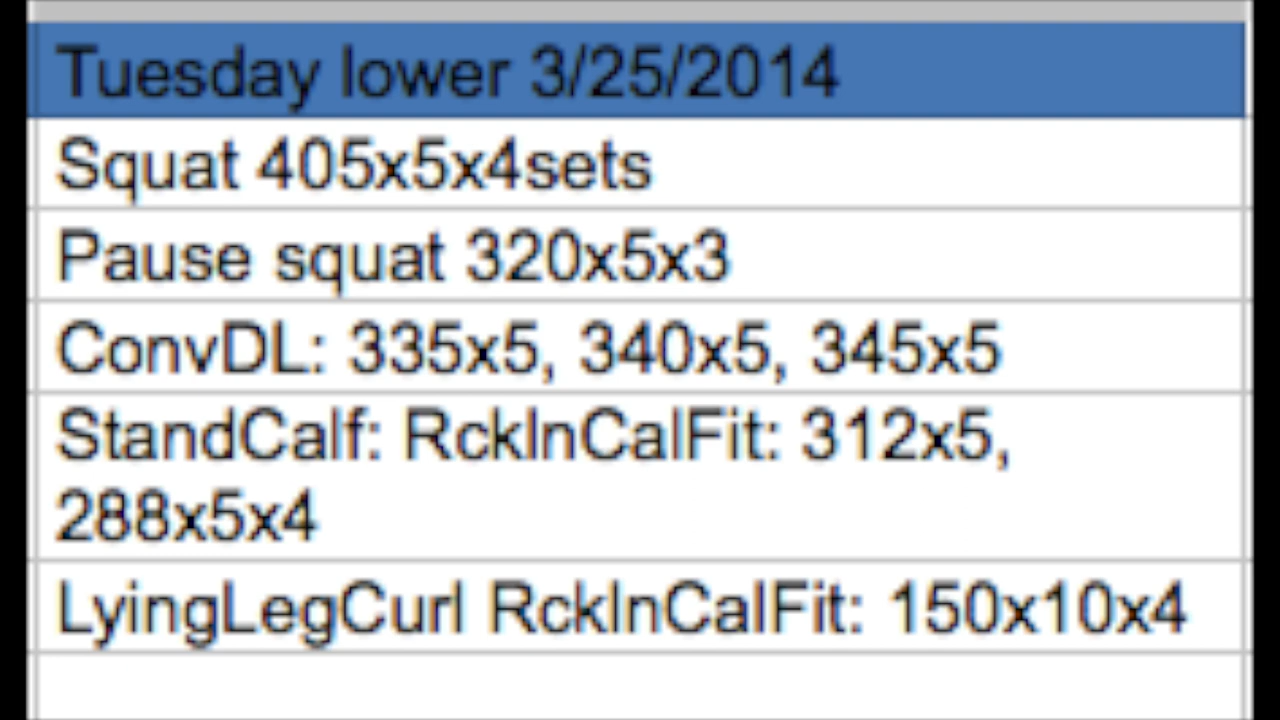 Tuesday lower 3/25/2014
Squat 405x5x4sets
Pause squat 320x5x3
ConvDL: 335x5, 340x5, 345x5
StandCalf: RckInCalFit: 312x5,
288x5x4
LyingLegCurl RckInCalFit: 150x10x4